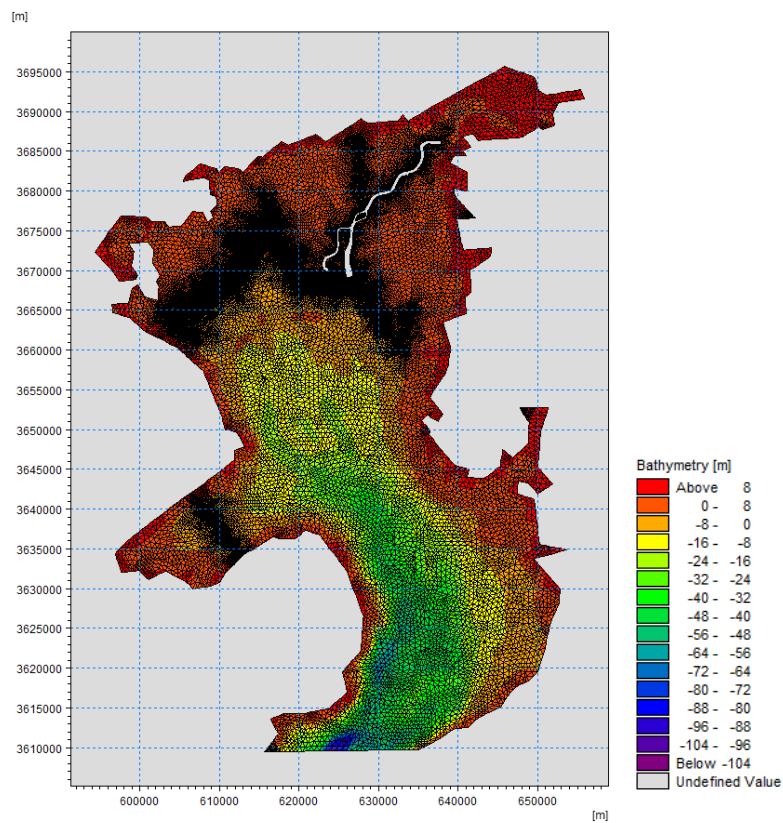 [m]
3695000
3690000
3685000
3680000
3675000
3670000
3665000
3660000
3655000
3650000
3645000
3640000
3635000
3630000
3625000
3620000
3615000
3610000
600000 610000 620000 630000 640000 650000
[m]
Bathymetry [m]
Above 8
0 - 8
-8 - 0
-16 - -8
-24 - -16
-32 - -24
-40 - -32
-48 - -40
-56 - -48
-64 - -56
-72 - -64
-80 - -72
-88 - -80
-96 - -88
-104 - -96
Below -104
Undefined Value